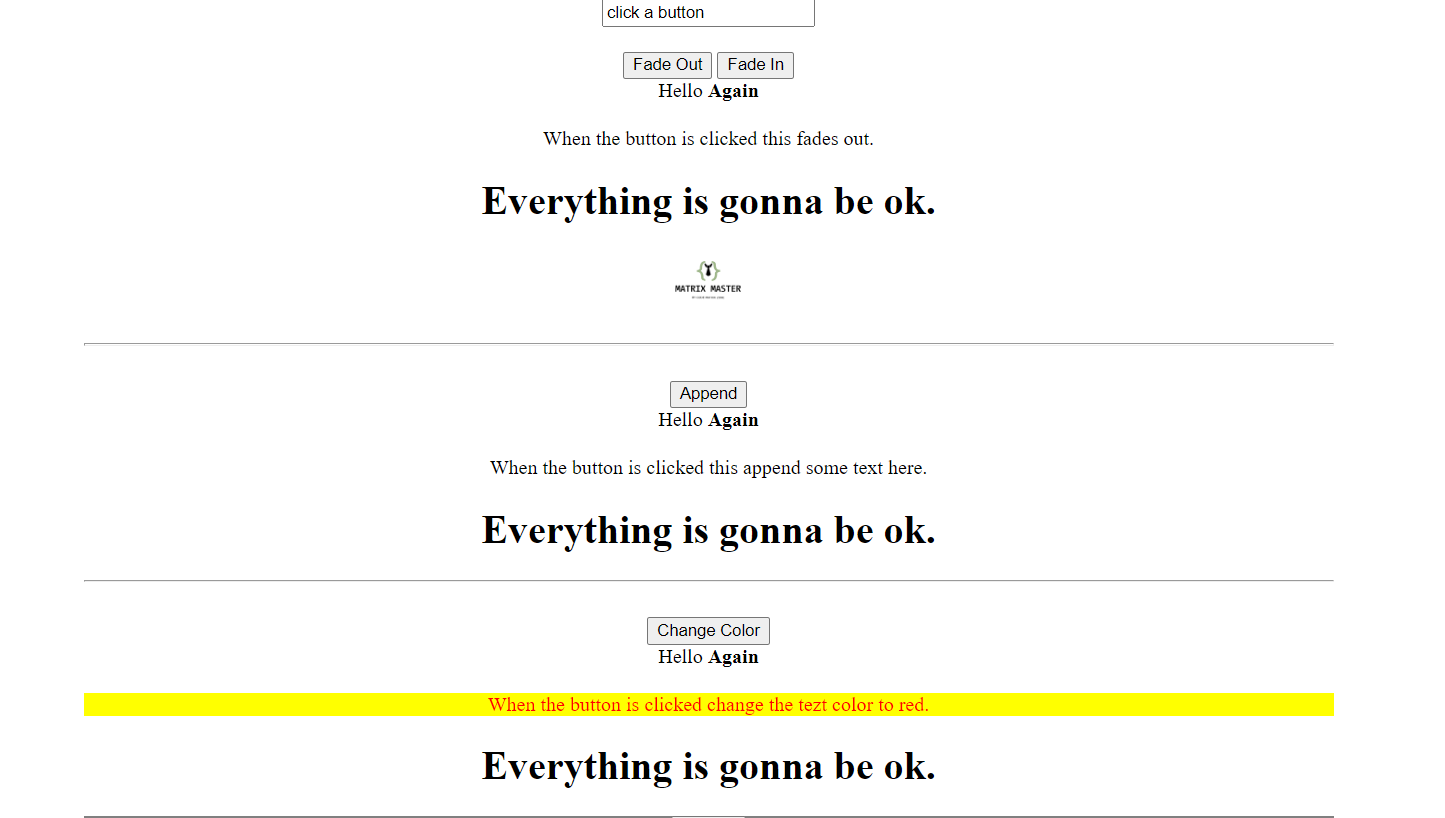 click a button
Fade Out Fade In
Hello Again
When the button is clicked this fades out.
Everything is gonna be ok.
MATRIX MASTER
Append
Hello Again
When the button is clicked this append some text here.
Everything is gonna be ok.
Change Color
Hello Again
When the button is clicked change the tezt color to red.
Everything is gonna be ok.